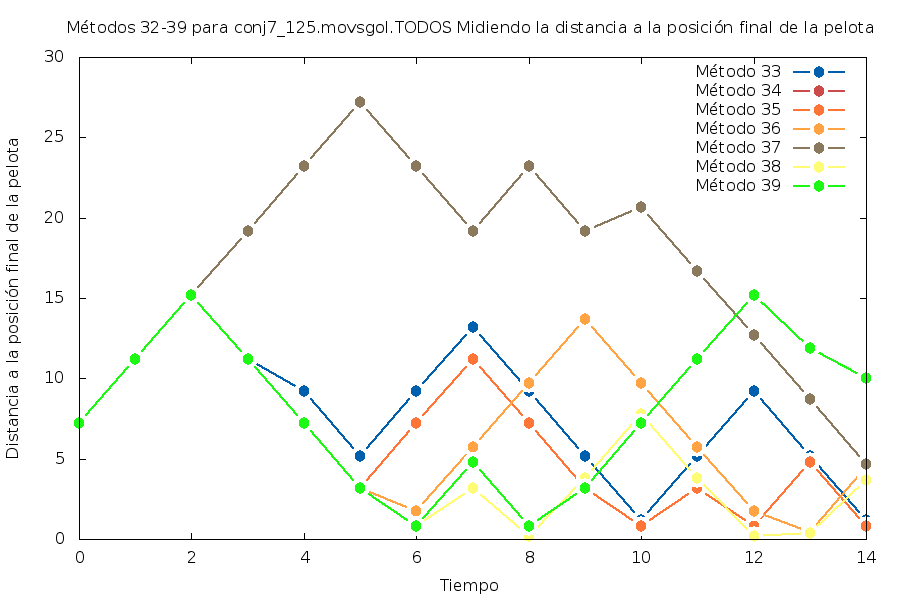 Métodos 32-39 para conj7_125.movsgol.TODOS Midiendo la distancia a la posición final de la pelota
Distancia a la posición final de la pelota
30
25
20
15
10
5
0
Método 33
Método 34
Método 35
Método 36
Método 37
Método 38
Método 39
0 2 4 6 8 10 12 14
Tiempo